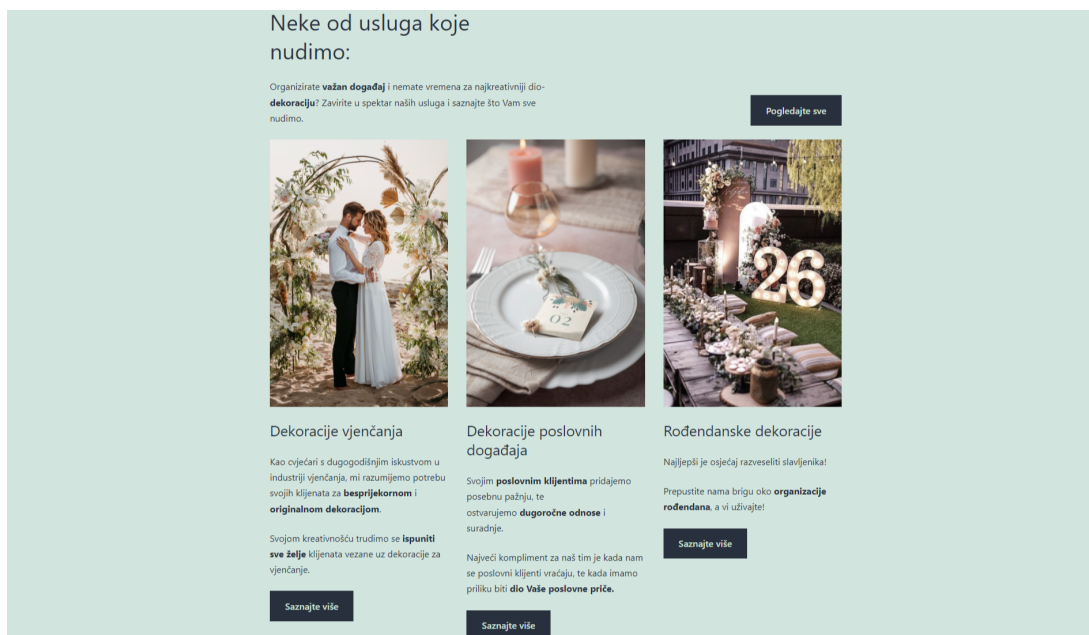 Neke od usluga koje
nudimo:
Organizirate važan događaj i nemate vremena za najkreativniji dio-
dekoraciju? Zavirite u spektar naših usluga i saznajte što Vam sve
nudimo.
Pogledajte sve
02
26
Dekoracije vjenčanja
Kao cvjećari s dugogodišnjim iskustvom u
industriji vjenčanja, mi razumijemo potrebu
svojih klijenata za besprijekornom i
originalnom dekoracijom.
Svojom kreativnošću trudimo se ispuniti
sve želje klijenata vezane uz dekoracije za
vjenčanje.
Saznajte više
Dekoracije poslovnih
događaja
Svojim poslovnim klijentima pridajemo
posebnu pažnju, te
ostvarujemo dugoročne odnose i
suradnje.
Najveći kompliment za naš tim je kada nam
se poslovni klijenti vraćaju, te kada imamo
priliku biti dio Vaše poslovne priče.
Saznajte više
Rođendanske dekoracije
Najljepši je osjećaj razveseliti slavljenika!
Prepustite nama brigu oko organizacije
rođendana, a vi uživajte!
Saznajte više